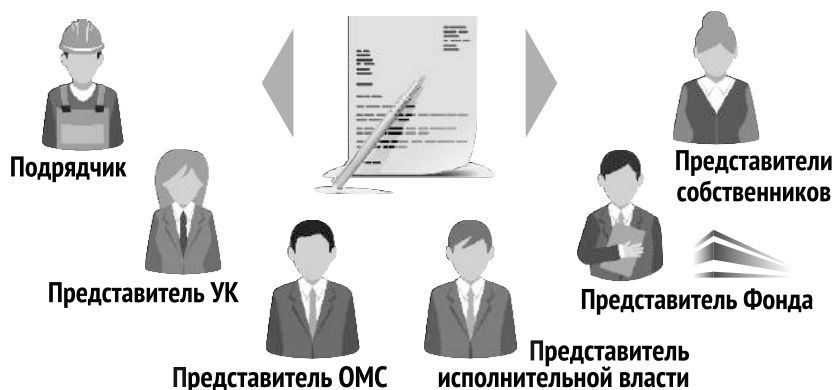 Подрядчик
Представители
собственников
Представитель УК
Представитель Фонда
Представитель ОМС
Представитель
исполнительной власти